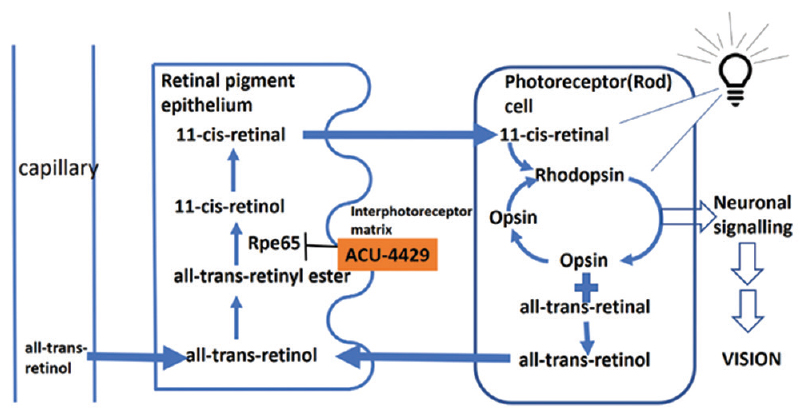 capillary
all-trans-
retinol
Retinal pigment
epithelium
11-cis-retinal
11-cis-retinol
Rpe65
all-trans-retinyl ester
all-trans-retinol
Interphotoreceptor
matrix
ACU-4429
Photoreceptor(Rod)
cell
11-cis-retinal
Rhodopsin
Opsin
Opsin
all-trans-retinal
all-trans-retinol
Neuronal
signalling
VISION